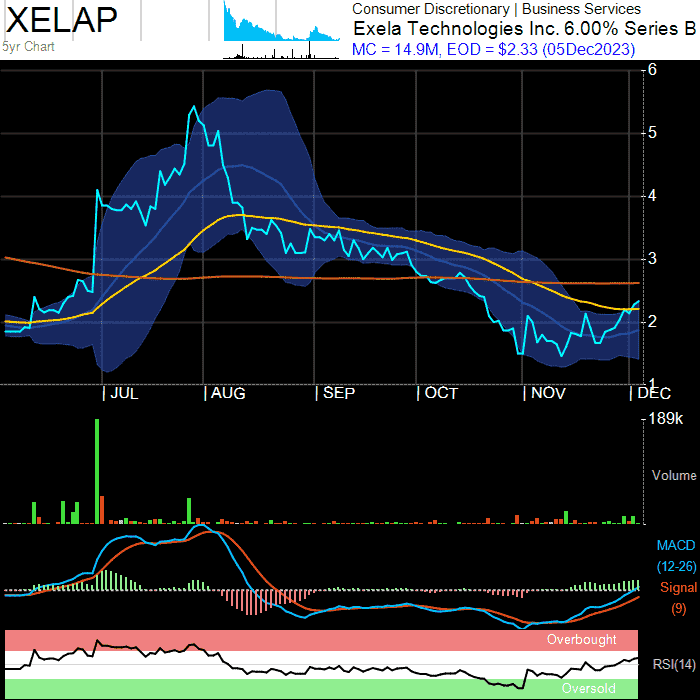 XELAP
5yr Chart
Consumer Discretionary | Business Services
Exela Technologies Inc. 6.00% Series B
MC = 14.9M, EOD = $2.33 (05Dec2023)
6
5
4
3
2
1
JUL AUG SEP OCT NOV DEC
189k
Volume
MACD
(12-26)
Signal
(9)
Overbought
RSI(14)
Oversold